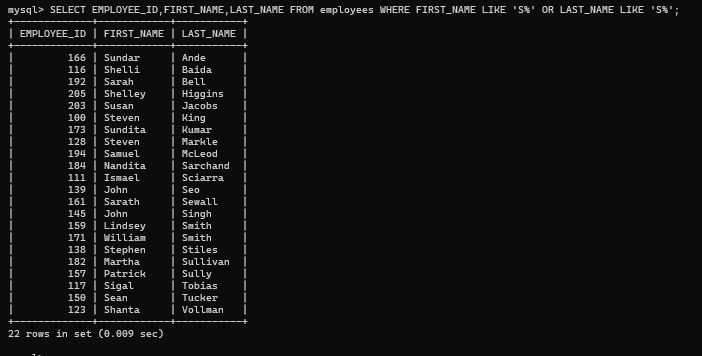 mysql> SELECT EMPLOYEE_ID,FIRST_NAME,LAST_NAME FROM employees WHERE FIRST_NAME LIKE 'S%' OR LAST_NAME LIKE 'S%';
+-------------+------------+-----------+
| EMPLOYEE_ID | FIRST_NAME | LAST_NAME |
+-------------+------------+-----------+
|         166 | Sundar     | Ande      |
|         116 | Shelli     | Baida     |
|         192 | Sarah      | Bell      |
|         205 | Shelley    | Higgins   |
|         203 | Susan      | Jacobs    |
|         100 | Steven     | King      |
|         173 | Sundita    | Kumar     |
|         128 | Steven     | Markle    |
|         194 | Samuel     | McLeod    |
|         184 | Nandita    | Sarchand  |
|         111 | Ismael     | Sciarra   |
|         139 | John       | Seo       |
|         161 | Sarath     | Sewall    |
|         145 | John       | Singh     |
|         159 | Lindsey    | Smith     |
|         171 | William    | Smith     |
|         138 | Stephen    | Stiles    |
|         182 | Martha     | Sullivan  |
|         157 | Patrick    | Sully     |
|         117 | Sigal      | Tobias    |
|         150 | Sean       | Tucker    |
|         123 | Shanta     | Vollman   |
+-------------+------------+-----------+
22 rows in set (0.009 sec)